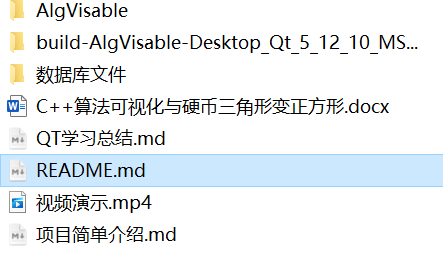 AlgVisable
build-AlgVisable-Desktop_Qt_5_12_10_MS...
数据库文件
C++算法可视化与硬币三角形变正方形.docx
QT学习总结.md
README.md
视频演示.mp4
项目简单介绍.md